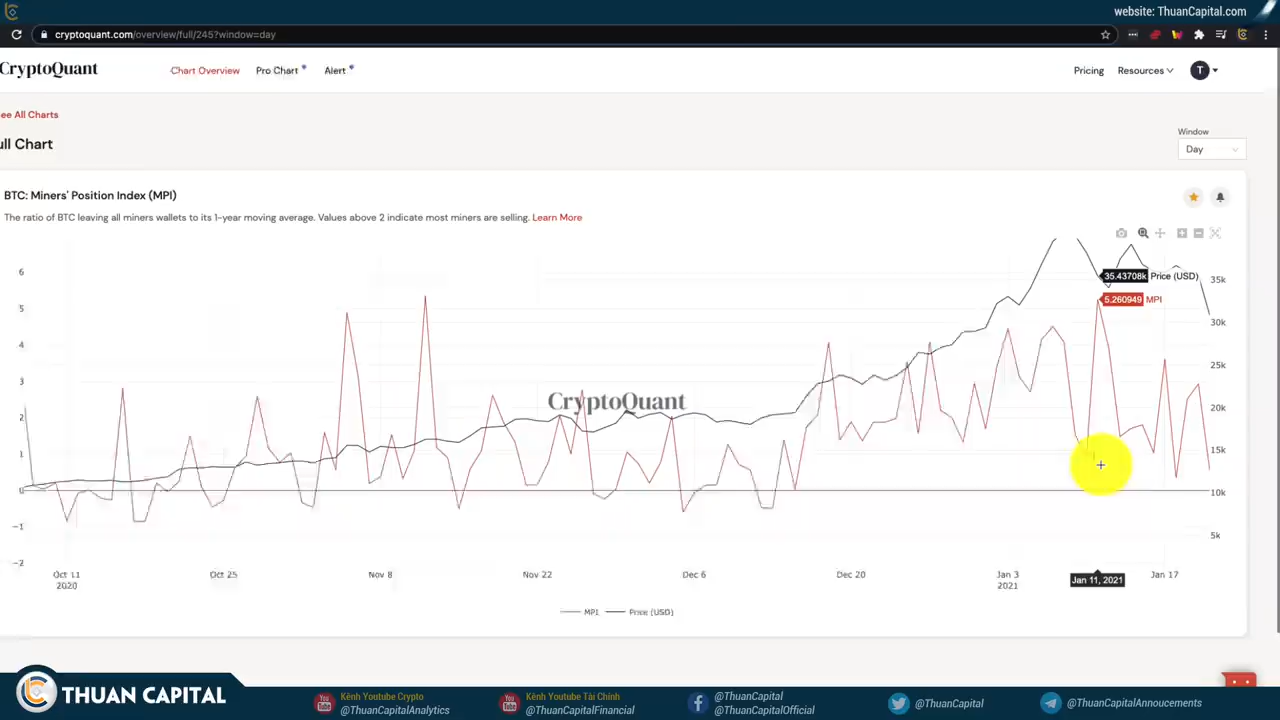 website: ThuanCapital.com
cryptoquant.com/overview/full/245?window=day
CryptoQuant
Chart Overview
Pro Chart
Alert
Pricing
Resources
T
ee All Charts
ull Chart
Window
Day
BTC: Miners' Position Index (MPI)
The ratio of BTC leaving all miners wallets to its 1-year moving average. Values above 2 indicate most miners are selling. Learn More
6
5
4
3
2
1
0
−1
−2
35.43708k Price (USD)
5.260949 MPI
35k
30k
25k
20k
15k
10k
5k
CryptoQuant
Oct 11
2020
Oct 25
Nov 8
Nov 22
Dec 6
Dec 20
Jan 3
2021
Jan 11, 2021
Jan 17
MPI
Price (USD)
THUAN CAPITAL
Kênh Youtube Crypto
@ThuanCapitalAnalytics
Kênh Youtube Tài Chính
@ThuanCapitalFinancial
@ThuanCapital
@ThuanCapitalOfficial
@ThuanCapital
@ThuanCapitalAnnoucements